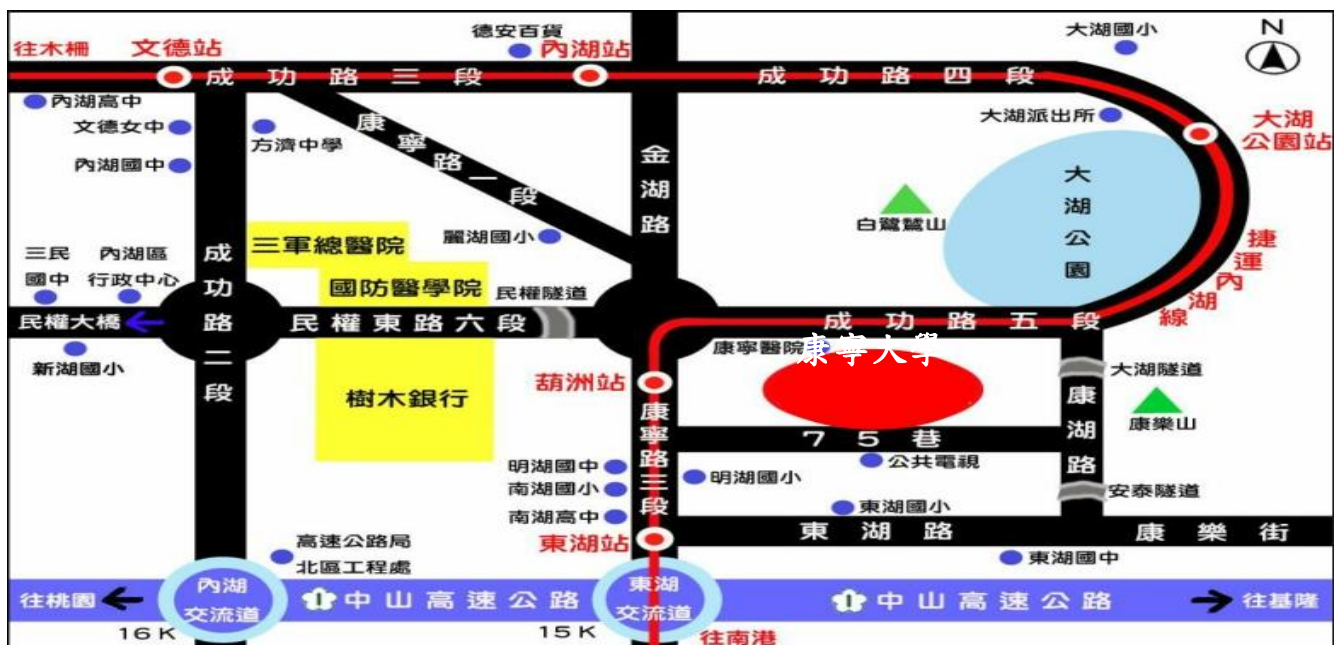 德安百貨
大湖國小
N
往木柵
文德站
內湖站
成功路三段
成功路四段
內湖高中
文德女中
內湖國中
方濟中學
康寧路一段
金湖路
大湖派出所
大湖
公園站
大湖公園
白鷺鷥山
捷運內湖線
三軍總醫院
麗湖國小
國防醫學院
民權隧道
三民
國中
內湖區
行政中心
成功路二段
民權大橋
民權東路六段
成功路五段
新湖國小
樹木銀行
葫洲站
康寧醫院
康寧大學
大湖隧道
康樂山
康湖路
75巷
康寧路三段
明湖國中
南湖國小
南湖高中
明湖國小
公共電視
東湖國小
安泰隧道
東湖站
東湖路
康樂街
東湖國中
高速公路局
北區工程處
往桃園
內湖
交流道
1
中山高速公路
東湖
交流道
1
中山高速公路
往基隆
16K
15K
往南港